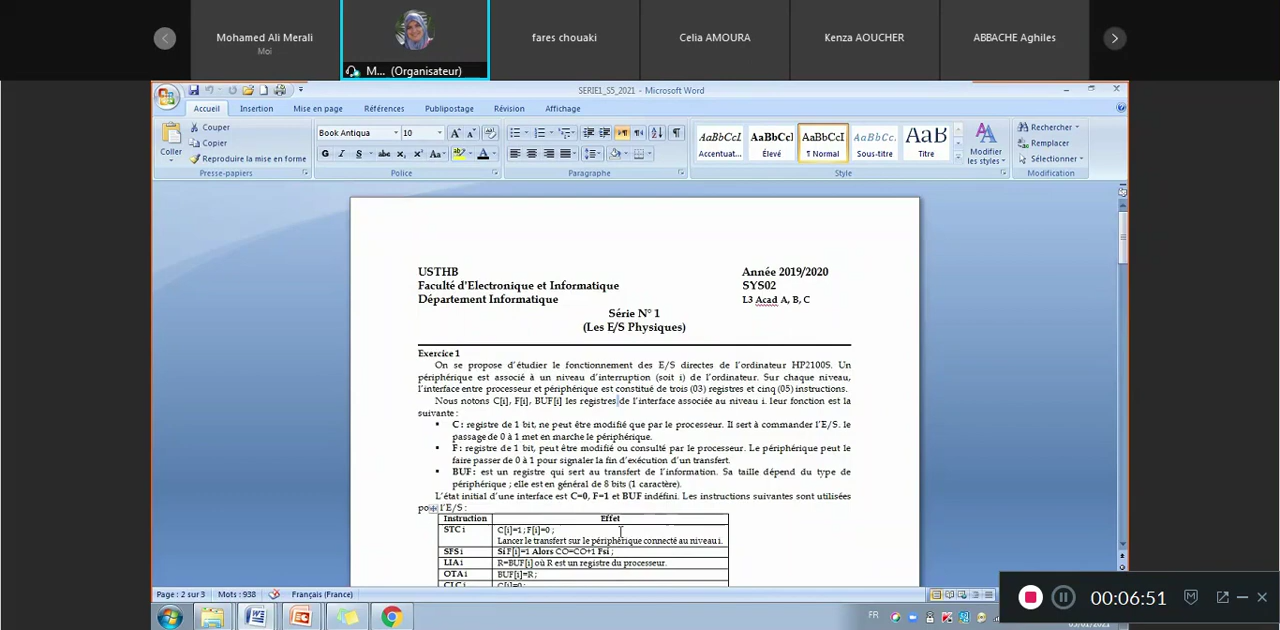 Mohamed Ali Merali
Moi
M... (Organisateur)
fares chouaki
Celia AMOURA
Kenza AOUCHER
ABBACHE Aghiles
SERIE1_S5_2021 - Microsoft Word
Accueil Insertion Mise en page Références Publipostage Révision Affichage
Coller
Couper
Copier
Reproduire la mise en forme
Presse-papiers
Book Antiqua 10
G I S abc x₂ x² Aa
Police
Paragraphe
AaBbCcI AaBbCcI AaBbCcI AaBbCc. AaB
Accentuat... Élevé ¶ Normal Sous-titre Titre
Modifier les styles
Style
Rechercher
Remplacer
Sélectionner
Modification
USTHB Année 2019/2020
Faculté d'Electronique et Informatique SYS02
Département Informatique L3 Acad A, B, C
Série N° 1
(Les E/S Physiques)
Exercice 1
On se propose d'étudier le fonctionnement des E/S directes de l'ordinateur HP2100S. Un
périphérique est associé à un niveau d'interruption (soit i) de l'ordinateur. Sur chaque niveau,
l'interface entre processeur et périphérique est constitué de trois (03) registres et cinq (05) instructions.
Nous notons C[i], F[i], BUF[i] les registres de l'interface associée au niveau i. leur fonction est la
suivante :
• C : registre de 1 bit, ne peut être modifié que par le processeur. Il sert à commander l'E/S. le
passage de 0 à 1 met en marche le périphérique.
• F : registre de 1 bit, peut être modifié ou consulté par le processeur. Le périphérique peut le
faire passer de 0 à 1 pour signaler la fin d'exécution d'un transfert.
• BUF : est un registre qui sert au transfert de l'information. Sa taille dépend du type de
périphérique ; elle est en général de 8 bits (1 caractère).
L'état initial d'une interface est C=0, F=1 et BUF indéfini. Les instructions suivantes sont utilisées
pour l'E/S :
Instruction Effet
STC i C[i]=1 ; F[i]=0 ;
Lancer le transfert sur le périphérique connecté au niveau i.
SFS i Si F[i]=1 Alors CO=CO+1 Fsi ;
LIA i R=BUF[i] où R est un registre du processeur.
OTA i BUF[i]=R ;
CLC i C[i]=0 ;
Page : 2 sur 3 Mots : 938 Français (France)
FR
00:06:51